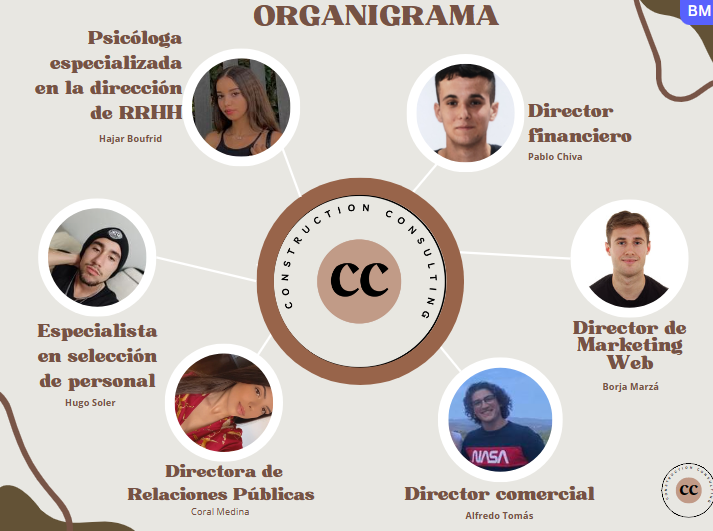 ORGANIGRAMA
BM
Psicóloga
especializada
en la dirección
de RRHH
Hajar Boufrid
Director
financiero
Pablo Chiva
CONSTRUCTION CONSULTING
CC
Especialista
en selección
de personal
Hugo Soler
Director de
Marketing
Web
Borja Marzá
NASA
Directora de
Relaciones Públicas
Coral Medina
Director comercial
Alfredo Tomás
CONSTRUCTION CONSULTING
CC